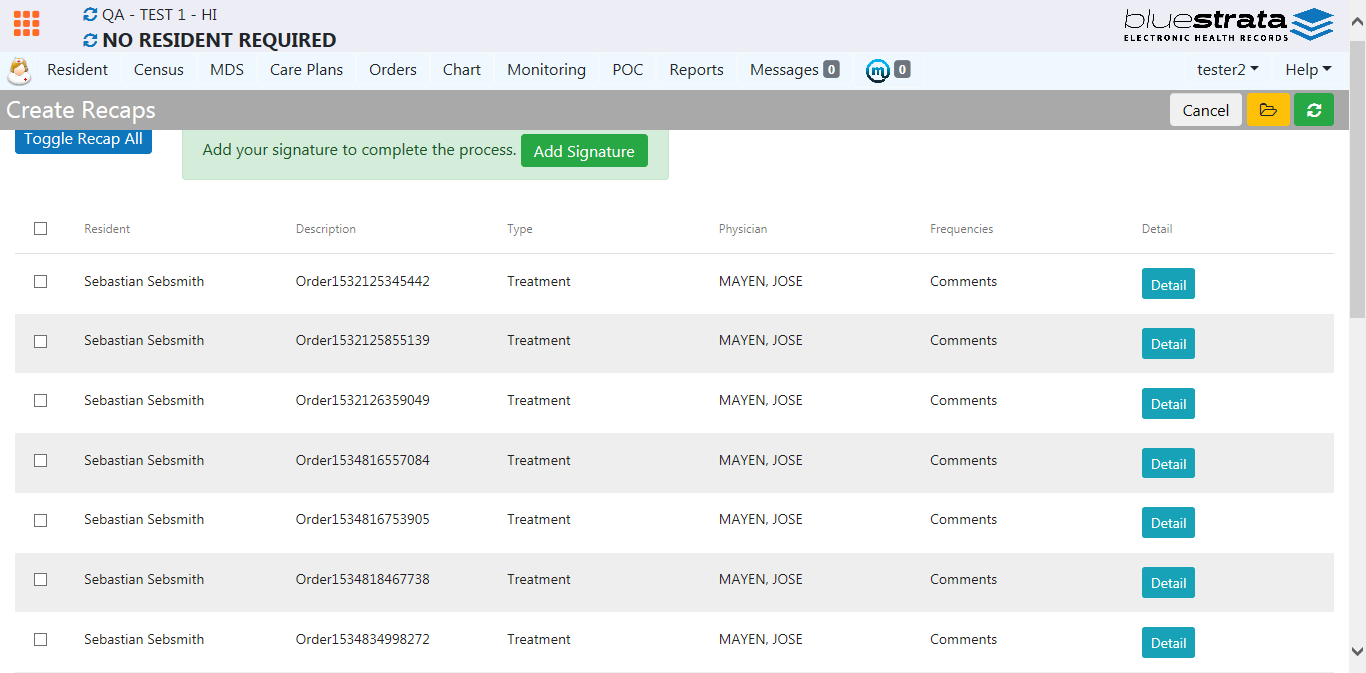 QA - TEST 1 - HI
NO RESIDENT REQUIRED
bluestrata
ELECTRONIC HEALTH RECORDS
Resident Census MDS Care Plans Orders Chart Monitoring POC Reports Messages 0 m 0 tester2 Help
Create Recaps Cancel
Toggle Recap All
Add your signature to complete the process. Add Signature
Resident Description Type Physician Frequencies Detail
Sebastian Sebsmith Order1532125345442 Treatment MAYEN, JOSE Comments Detail
Sebastian Sebsmith Order1532125855139 Treatment MAYEN, JOSE Comments Detail
Sebastian Sebsmith Order1532126359049 Treatment MAYEN, JOSE Comments Detail
Sebastian Sebsmith Order1534816557084 Treatment MAYEN, JOSE Comments Detail
Sebastian Sebsmith Order1534816753905 Treatment MAYEN, JOSE Comments Detail
Sebastian Sebsmith Order1534818467738 Treatment MAYEN, JOSE Comments Detail
Sebastian Sebsmith Order1534834998272 Treatment MAYEN, JOSE Comments Detail